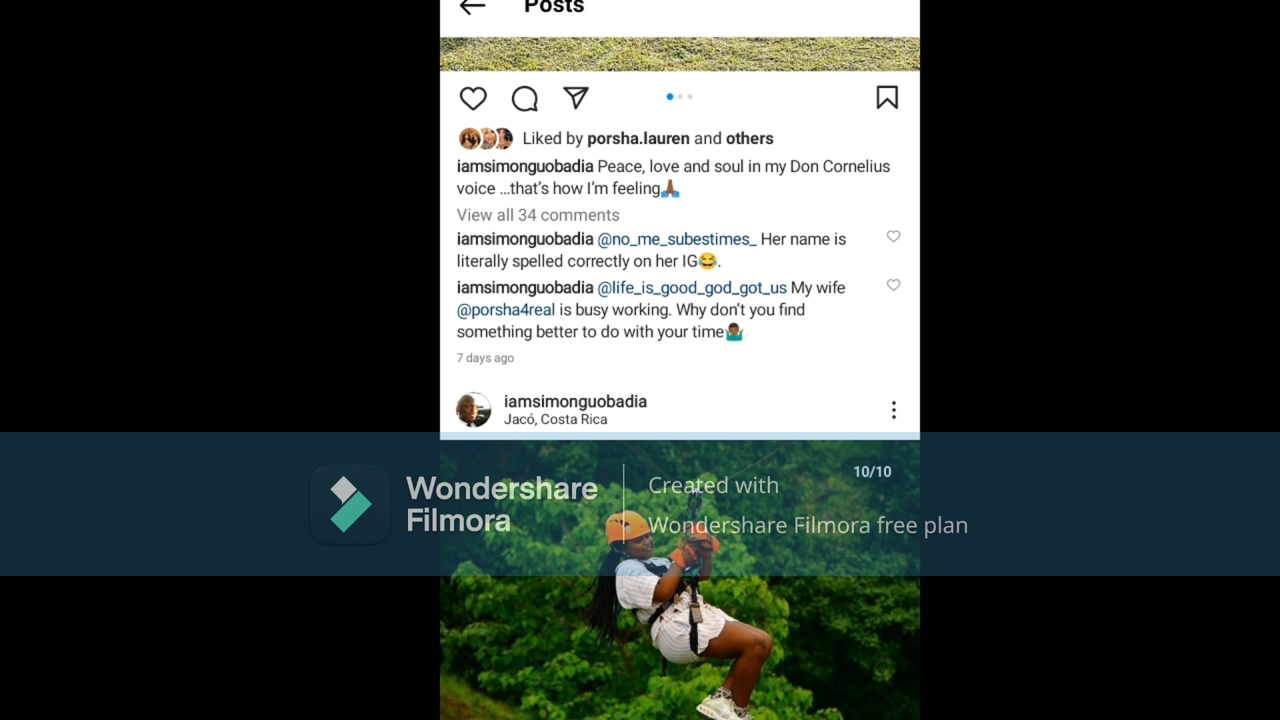 Posts
Liked by porsha.lauren and others
iamsimonguobadia Peace, love and soul in my Don Cornelius
voice ...that's how I'm feeling🙏🏾
View all 34 comments
iamsimonguobadia @no_me_subestimes_ Her name is
literally spelled correctly on her IG😂.
iamsimonguobadia @life_is_good_god_got_us My wife
@porsha4real is busy working. Why don't you find
something better to do with your time🤷🏾‍♂️
7 days ago
iamsimonguobadia
Jacó, Costa Rica
10/10
Wondershare
Filmora
Created with
Wondershare Filmora free plan